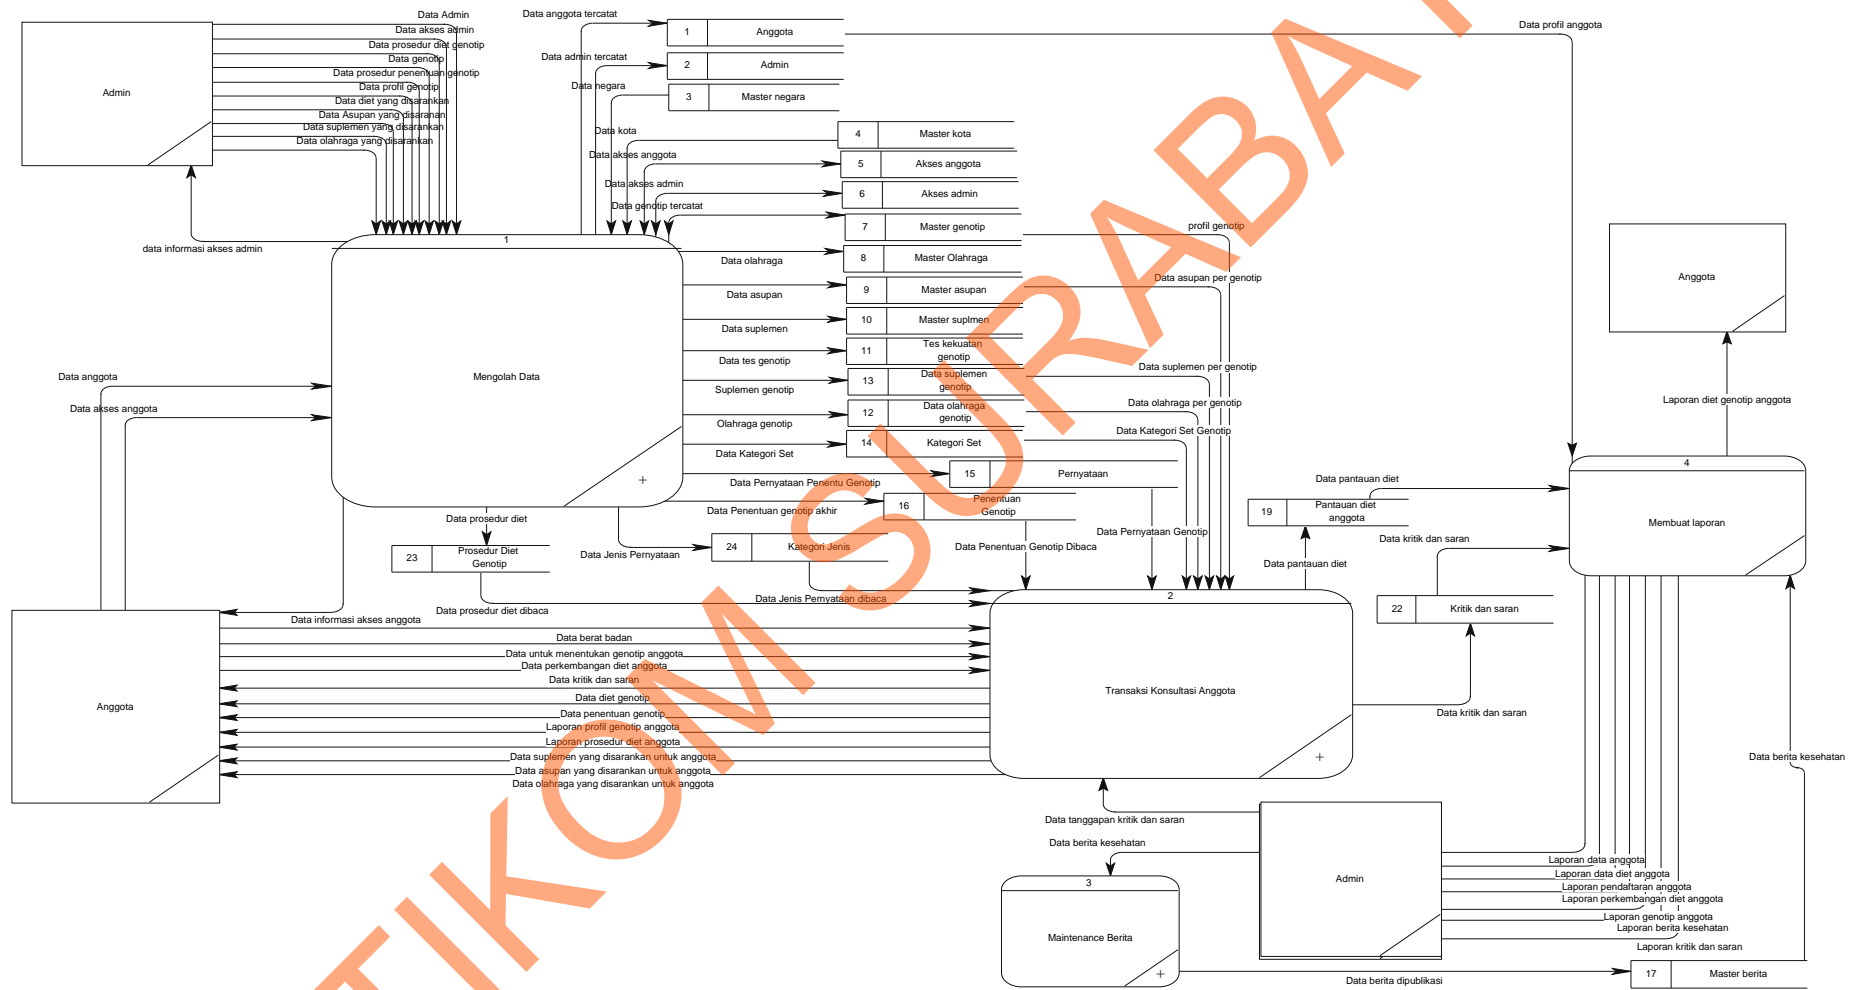 Data Admin
Data akses admin
Data prosedur diet genotip
Data genotip
Data prosedur penentuan genotip
Data profil genotip
Data diet yang disarankan
Data Asupan yang disaranan
Data suplemen yang disarankan
Data olahraga yang disarankan
Admin
data informasi akses admin
Data anggota tercatat
Data admin tercatat
Data negara
Data kota
Data akses anggota
Data akses admin
Data genotip tercatat
1 Anggota
2 Admin
3 Master negara
4 Master kota
5 Akses anggota
6 Akses admin
7 Master genotip
8 Master Olahraga
9 Master asupan
10 Master suplmen
11 Tes kekuatan
genotip
13 Data suplemen
genotip
12 Data olahraga
genotip
14 Kategori Set
15 Pernyataan
16 Penentuan
Genotip
Data profil anggota
profil genotip
Data asupan per genotip
Data suplemen per genotip
Data olahraga per genotip
Data Kategori Set Genotip
1
Mengolah Data
+
Data olahraga
Data asupan
Data suplemen
Data tes genotip
Suplemen genotip
Olahraga genotip
Data Kategori Set
Data Pernyataan Penentu Genotip
Data Penentuan genotip akhir
Data anggota
Data akses anggota
Data prosedur diet
23 Prosedur Diet
Genotip
Data Jenis Pernyataan
24 Kategori Jenis
Data Penentuan Genotip Dibaca
Data Pernyataan Genotip
Data Jenis Pernyataan dibaca
Data prosedur diet dibaca
Anggota
Laporan diet genotip anggota
4
Membuat laporan
Data pantauan diet
19 Pantauan diet
anggota
Data pantauan diet
Data kritik dan saran
22 Kritik dan saran
Data kritik dan saran
2
Transaksi Konsultasi Anggota
+
Anggota
Data informasi akses anggota
Data berat badan
Data untuk menentukan genotip anggota
Data perkembangan diet anggota
Data kritik dan saran
Data diet genotip
Data penentuan genotip
Laporan profil genotip anggota
Laporan prosedur diet anggota
Data suplemen yang disarankan untuk anggota
Data asupan yang disarankan untuk anggota
Data olahraga yang disarankan untuk anggota
Data tanggapan kritik dan saran
Data berita kesehatan
3
Maintenance Berita
+
Admin
Laporan data anggota
Laporan data diet anggota
Laporan pendaftaran anggota
Laporan perkembangan diet anggota
Laporan genotip anggota
Laporan berita kesehatan
Laporan kritik dan saran
Data berita kesehatan
Data berita dipublikasi
17 Master berita
TIKOM SURABAY